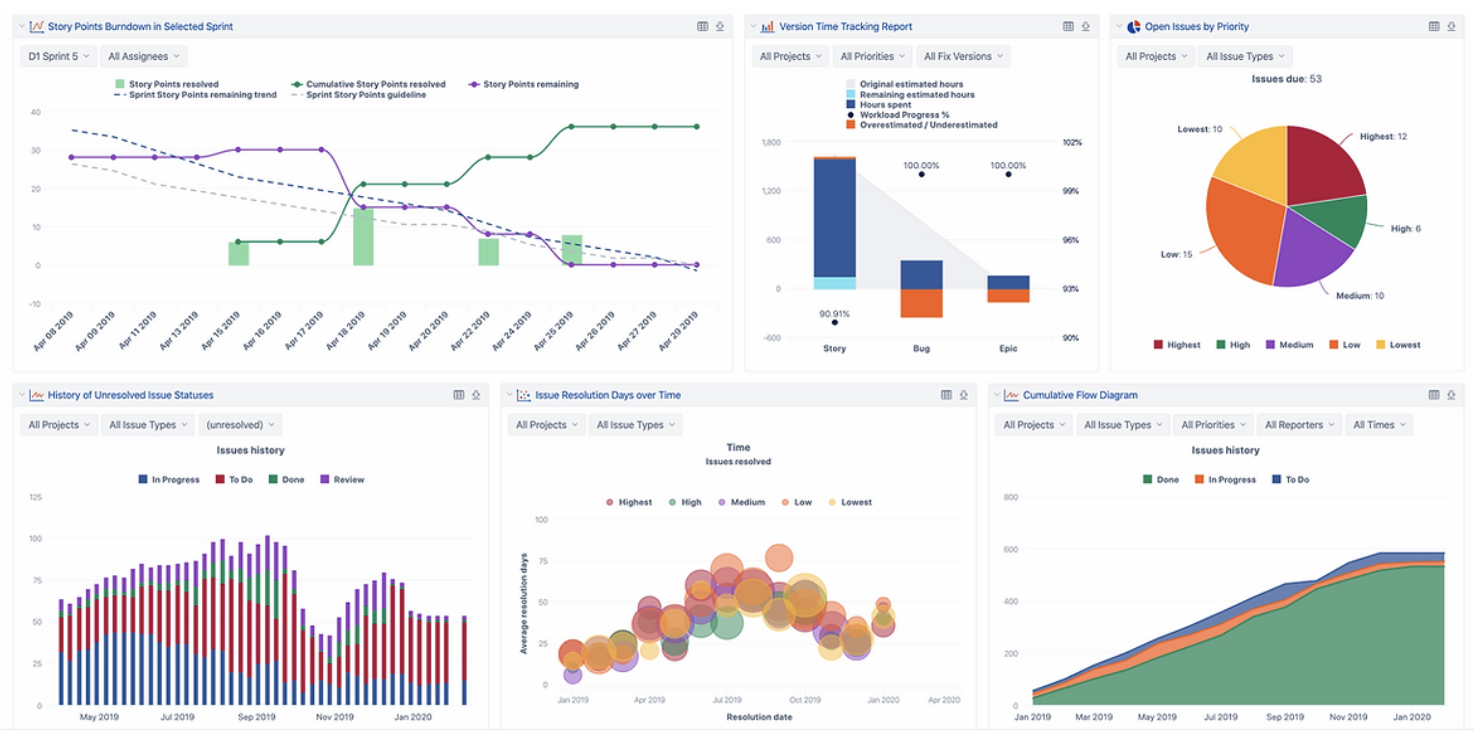 Story Points Burndown in Selected Sprint
D1 Sprint 5 All Assignees
Story Points resolved Cumulative Story Points resolved Story Points remaining
Sprint Story Points remaining trend Sprint Story Points guideline
40
30
20
10
0
-10
Apr 08 2019 Apr 09 2019 Apr 11 2019 Apr 13 2019 Apr 15 2019 Apr 16 2019 Apr 17 2019 Apr 18 2019 Apr 19 2019 Apr 20 2019 Apr 22 2019 Apr 24 2019 Apr 25 2019 Apr 26 2019 Apr 27 2019 Apr 29 2019
Version Time Tracking Report
All Projects All Priorities All Fix Versions
Original estimated hours
Remaining estimated hours
Hours spent
Workload Progress %
Overestimated / Underestimated
1,800 102%
100.00% 100.00%
1,200 99%
600 96%
0 93%
90.91%
-600 90%
Story Bug Epic
Open Issues by Priority
All Projects All Issue Types
Issues due: 53
Lowest: 10
Highest: 12
High: 6
Low: 15
Medium: 10
Highest High Medium Low Lowest
History of Unresolved Issue Statuses
All Projects All Issue Types (unresolved)
Issues history
In Progress To Do Done Review
125
100
75
50
25
0
May 2019 Jul 2019 Sep 2019 Nov 2019 Jan 2020
Issue Resolution Days over Time
All Projects All Issue Types
Time
Issues resolved
Highest High Medium Low Lowest
Average resolution days
100
75
50
25
0
Jan 2019 Apr 2019 Jul 2019 Oct 2019 Jan 2020 Apr 2020
Resolution date
Cumulative Flow Diagram
All Projects All Issue Types All Priorities All Reporters All Times
Issues history
Done In Progress To Do
800
600
400
200
0
Jan 2019 Mar 2019 May 2019 Jul 2019 Sep 2019 Nov 2019 Jan 2020